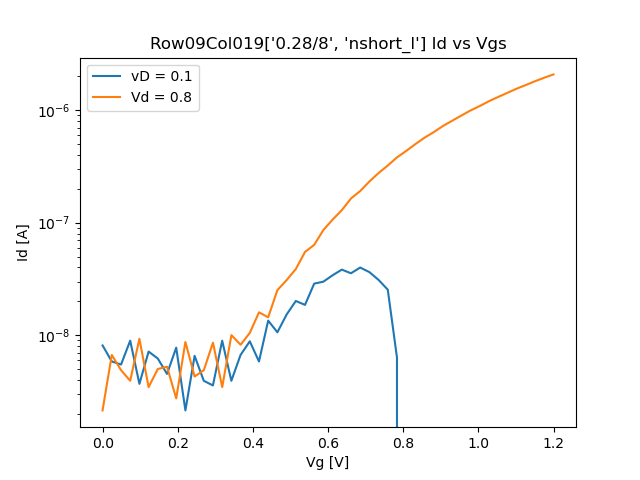 Row09Col019['0.28/8', 'nshort_l'] Id vs Vgs
vD = 0.1
Vd = 0.8
10⁻⁶
10⁻⁷
10⁻⁸
Id [A]
0.0 0.2 0.4 0.6 0.8 1.0 1.2
Vg [V]